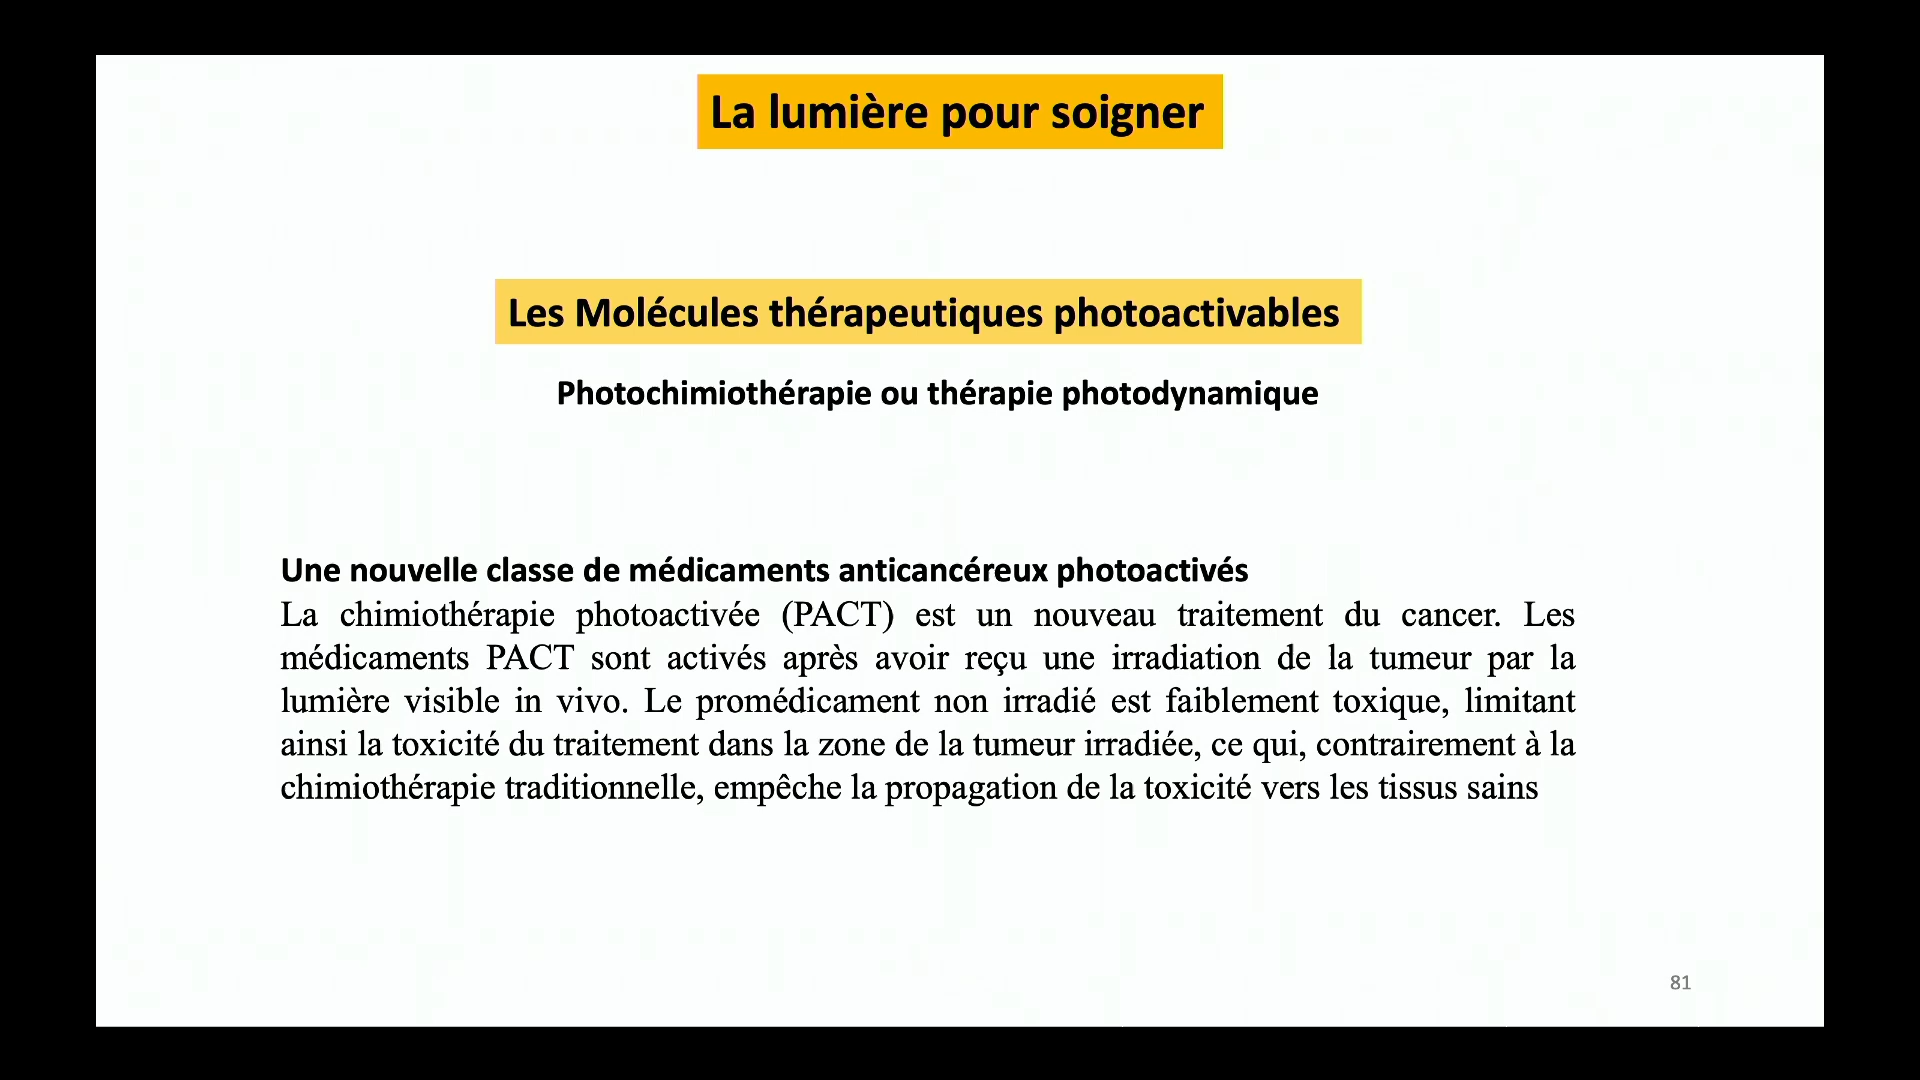 La lumière pour soigner
Les Molécules thérapeutiques photoactivables
Photochimiothérapie ou thérapie photodynamique
Une nouvelle classe de médicaments anticancéreux photoactivés
La chimiothérapie photoactivée (PACT) est un nouveau traitement du cancer. Les
médicaments PACT sont activés après avoir reçu une irradiation de la tumeur par la
lumière visible in vivo. Le promédicament non irradié est faiblement toxique, limitant
ainsi la toxicité du traitement dans la zone de la tumeur irradiée, ce qui, contrairement à la
chimiothérapie traditionnelle, empêche la propagation de la toxicité vers les tissus sains
81